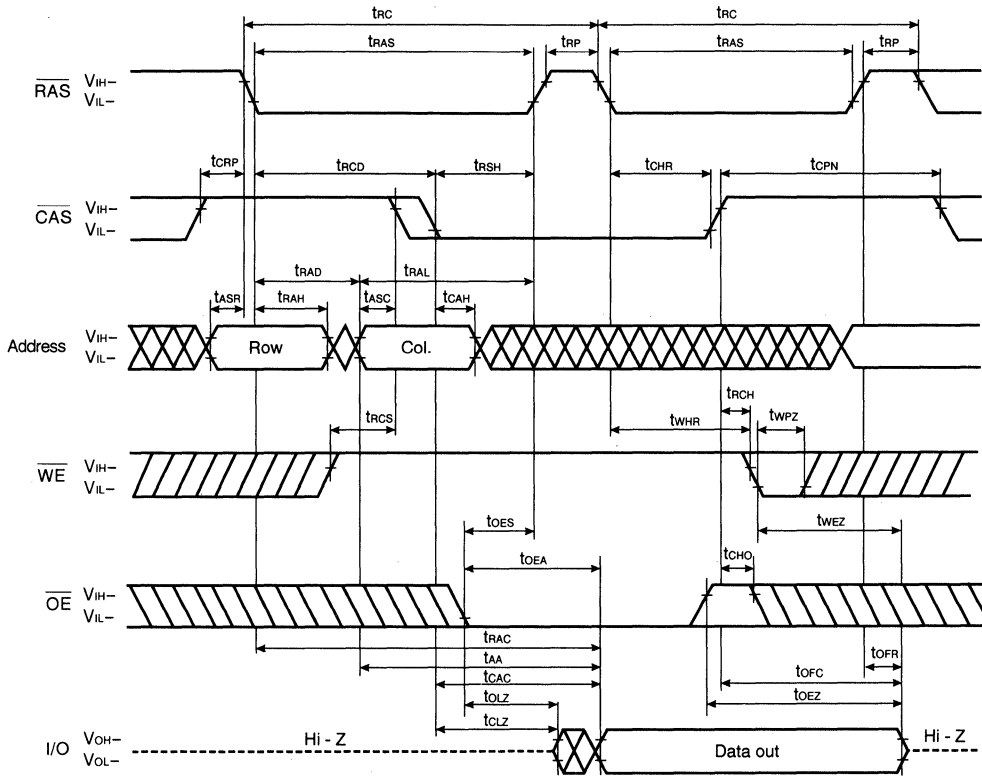 tRC tRC
tRAS tRP tRAS tRP
RAS VIH–
VIL–
tCRP tRCD tRSH tCHR tCPN
CAS VIH–
VIL–
tRAD tRAL
tASR tRAH tASC tCAH
Address VIH–
VIL–
Row Col.
tRCH
tRCS tWHR tWPZ
WE VIH–
VIL–
tOES tWEZ
tOEA tCHO
OE VIH–
VIL–
tRAC
tAA tOFR
tCAC tOFC
tOLZ tOEZ
tCLZ
I/O VOH–
VOL–
Hi - Z Data out Hi - Z